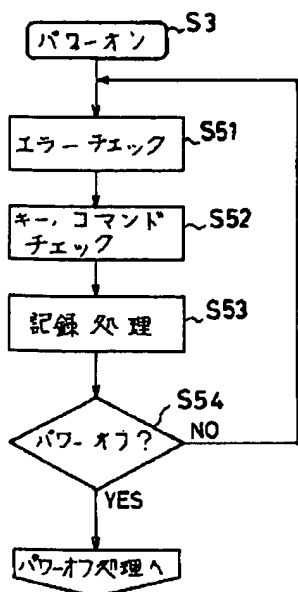 パワーオン
S3
エラーチェック
S51
キー,コマンド
チェック
S52
記録処理
S53
パワーオフ?
S54
NO
YES
パワーオフ処理へ